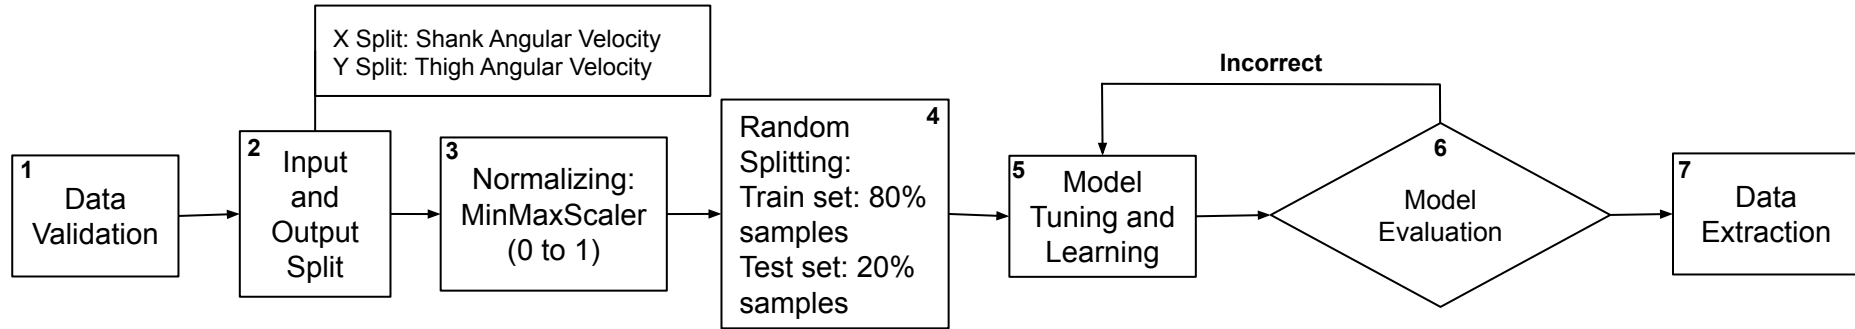 X Split: Shank Angular Velocity
Y Split: Thigh Angular Velocity
1
Data
Validation
2
Input
and
Output
Split
3
Normalizing:
MinMaxScaler
(0 to 1)
4
Random
Splitting:
Train set: 80%
samples
Test set: 20%
samples
5
Model
Tuning and
Learning
Incorrect
6
Model
Evaluation
7
Data
Extraction